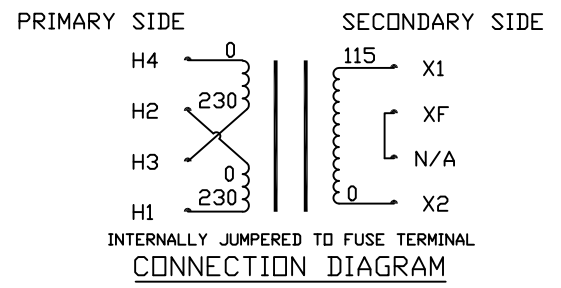 PRIMARY SIDE
SECONDARY SIDE
H4
0
115
X1
H2
230
XF
H3
0
N/A
H1
230
0
X2
INTERNALLY JUMPERED TO FUSE TERMINAL
CONNECTION DIAGRAM